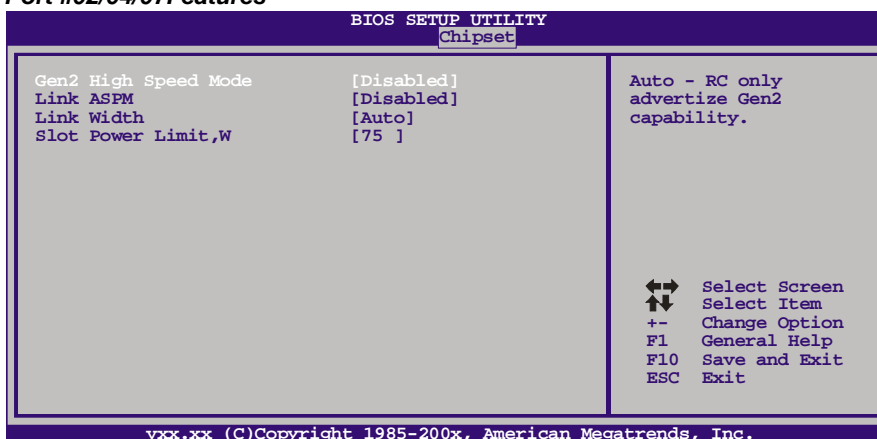 Port #02/04/07Features
BIOS SETUP UTILITY
Chipset
Gen2 High Speed Mode [Disabled]
Link ASPM [Disabled]
Link Width [Auto]
Slot Power Limit,W [75 ]
Auto - RC only
advertize Gen2
capability.
Select Screen
Select Item
+- Change Option
F1 General Help
F10 Save and Exit
ESC Exit
vxx.xx (C)Copyright 1985-200x, American Megatrends, Inc.